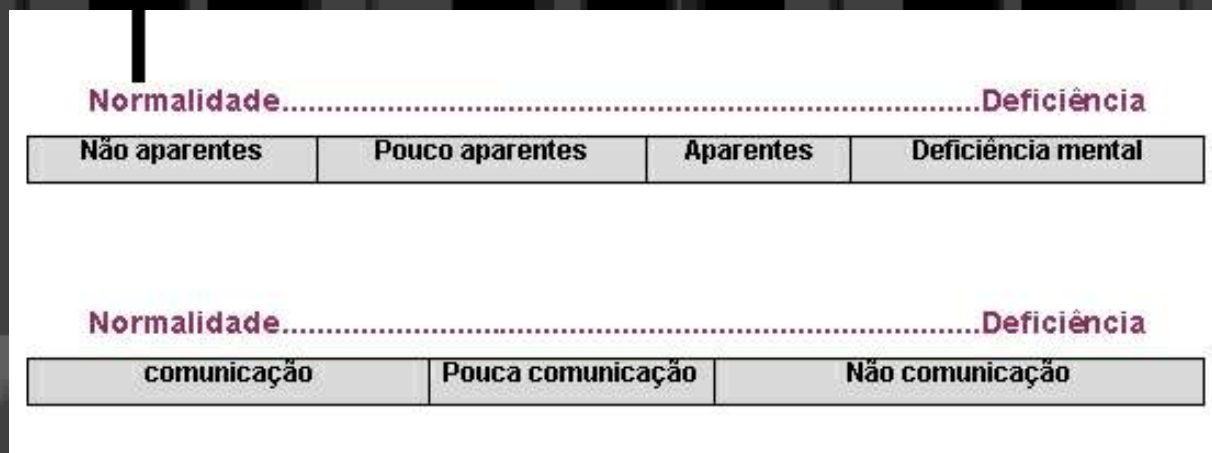 Normalidade...............................................................................Deficiência
Não aparentes Pouco aparentes Aparentes Deficiência mental
Normalidade...............................................................................Deficiência
comunicação Pouca comunicação Não comunicação